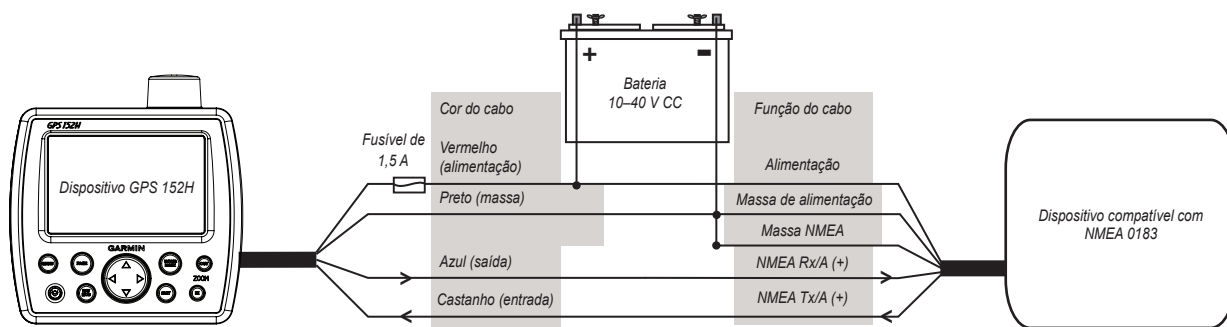 Bateria
10–40 V CC
+
-
Cor do cabo
Função do cabo
GPS 152H
Fusível de
1,5 A
Vermelho
(alimentação)
Alimentação
Dispositivo GPS 152H
Preto (massa)
Massa de alimentação
Dispositivo compatível com
NMEA 0183
Massa NMEA
GARMIN
ZOOM
Azul (saída)
NMEA Rx/A (+)
Castanho (entrada)
NMEA Tx/A (+)